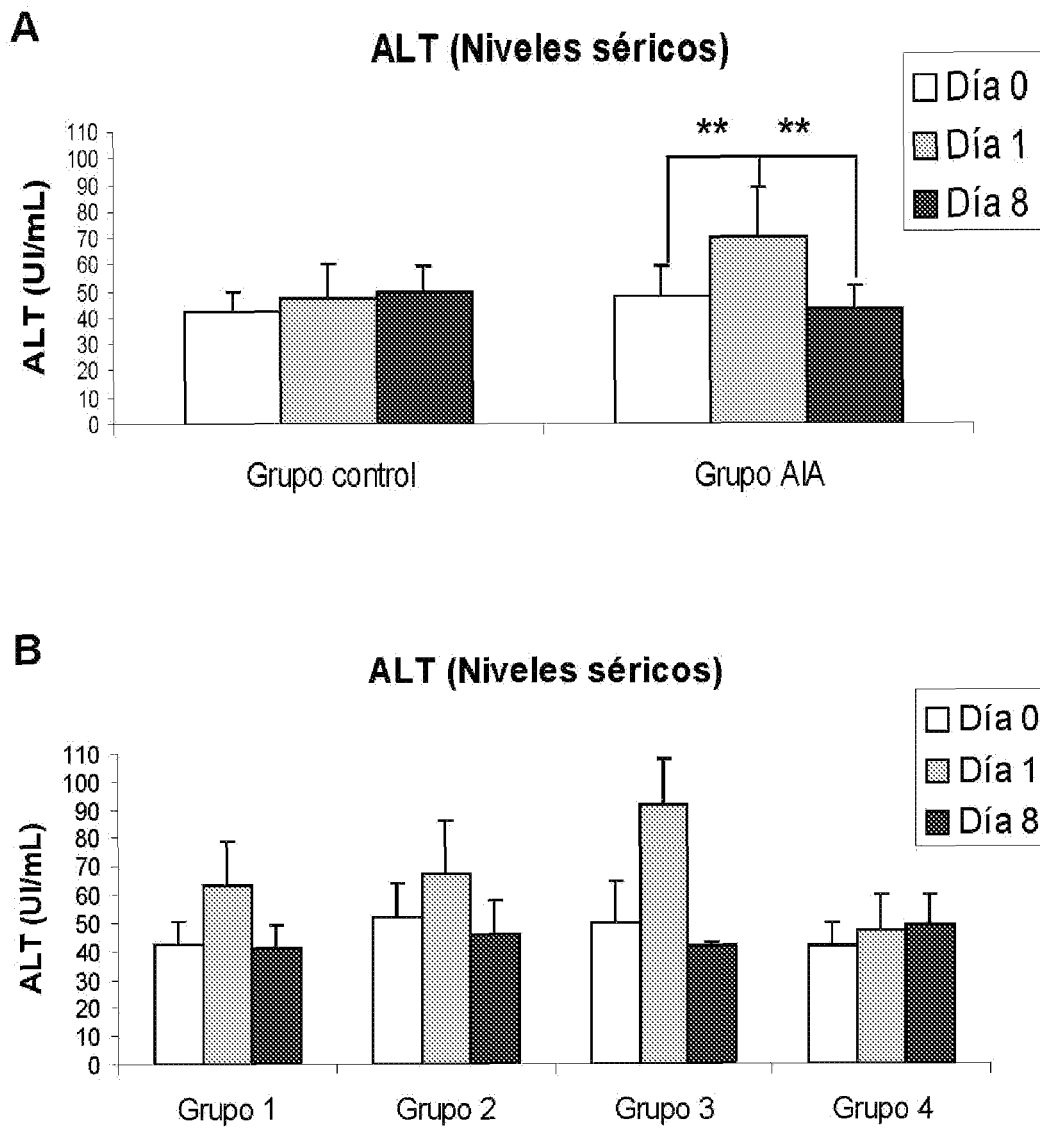 A
ALT (Niveles séricos)
Día 0
Día 1
Día 8
** **
ALT (UI/mL)
110
100
90
80
70
60
50
40
30
20
10
0
Grupo control
Grupo AIA
B
ALT (Niveles séricos)
Día 0
Día 1
Día 8
ALT (UI/mL)
110
100
90
80
70
60
50
40
30
20
10
0
Grupo 1
Grupo 2
Grupo 3
Grupo 4